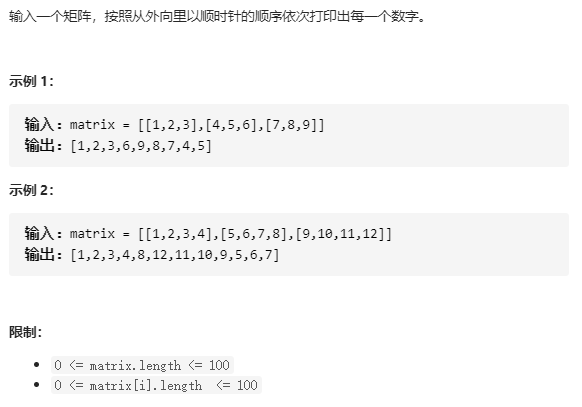 输入一个矩阵，按照从外向里以顺时针的顺序依次打印出每一个数字。
示例 1：
输入：matrix = [[1,2,3],[4,5,6],[7,8,9]]
输出：[1,2,3,6,9,8,7,4,5]
示例 2：
输入：matrix = [[1,2,3,4],[5,6,7,8],[9,10,11,12]]
输出：[1,2,3,4,8,12,11,10,9,5,6,7]
限制：
• 0 <= matrix.length <= 100
• 0 <= matrix[i].length <= 100